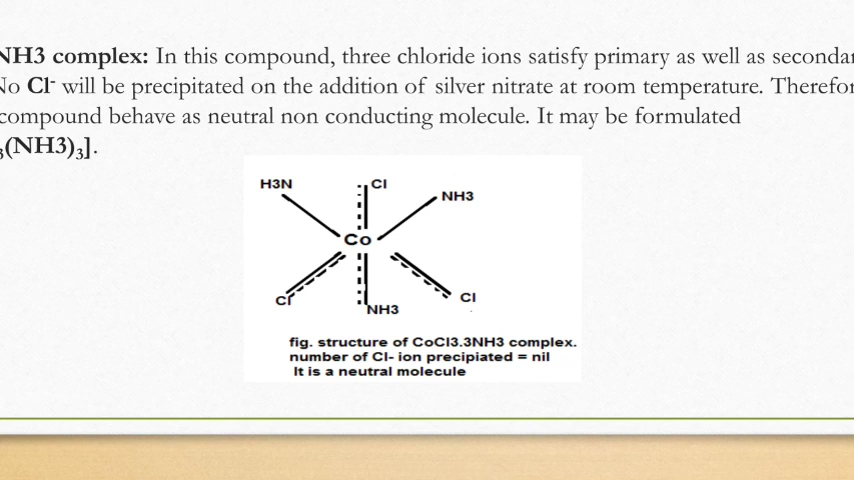 NH3 complex: In this compound, three chloride ions satisfy primary as well as secondar
No Cl- will be precipitated on the addition of silver nitrate at room temperature. Therefor
compound behave as neutral non conducting molecule. It may be formulated
3(NH3)3].
H3N
Cl
NH3
Co
Cl
Cl
NH3
fig. structure of CoCl3.3NH3 complex.
number of Cl- ion precipiated = nil
It is a neutral molecule